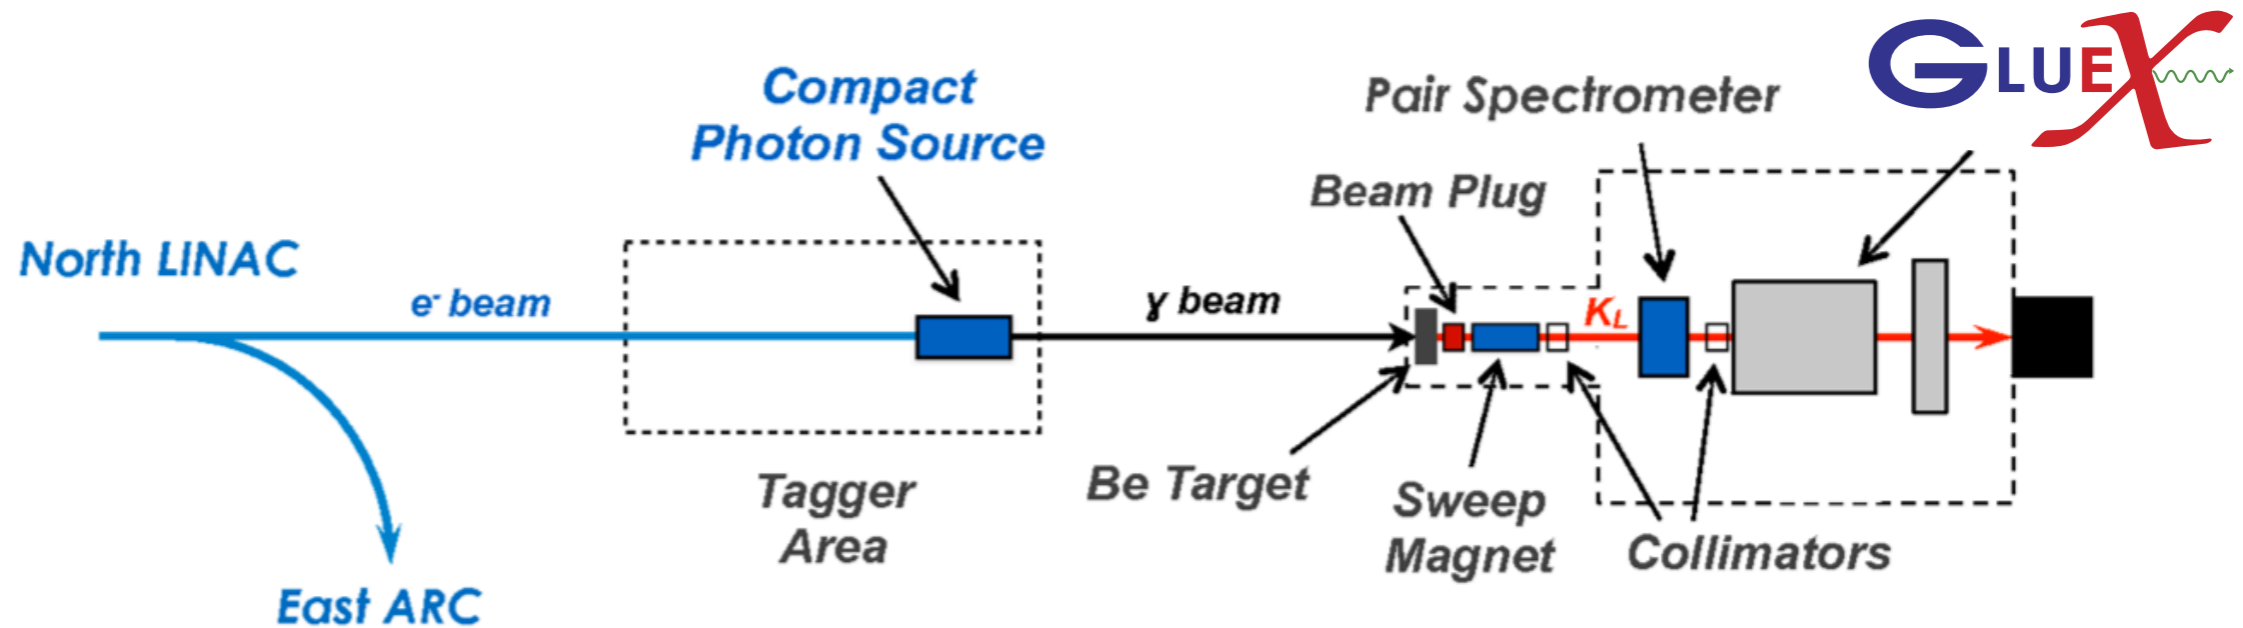 Compact
Photon Source
Pair Spectrometer
GLUEX
Beam Plug
North LINAC
e- beam
γ beam
KL
Tagger
Area
Be Target
Sweep
Magnet
Collimators
East ARC